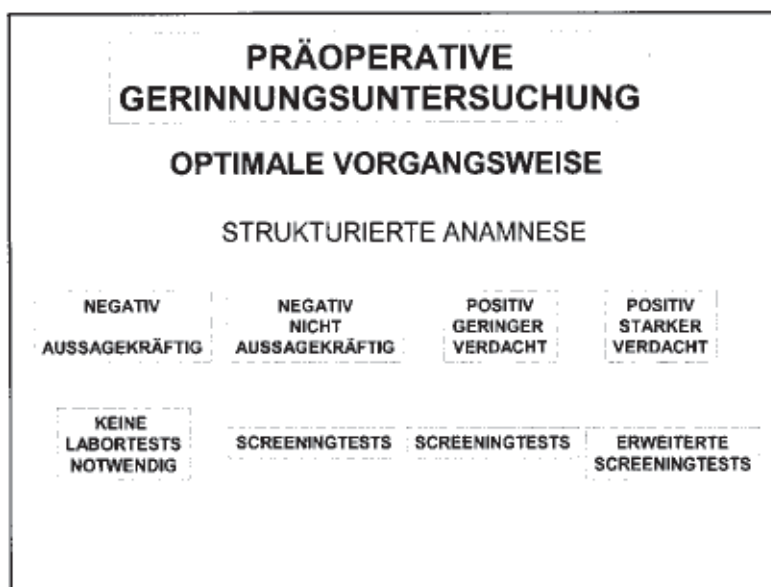 PRÄOPERATIVE
GERINNUNGSUNTERSUCHUNG
OPTIMALE VORGANGSWEISE
STRUKTURIERTE ANAMNESE
NEGATIV
AUSSAGEKRÄFTIG
NEGATIV
NICHT
AUSSAGEKRÄFTIG
POSITIV
GERINGER
VERDACHT
POSITIV
STARKER
VERDACHT
KEINE
LABORTESTS
NOTWENDIG
SCREENINGTESTS
SCREENINGTESTS
ERWEITERTE
SCREENINGTESTS